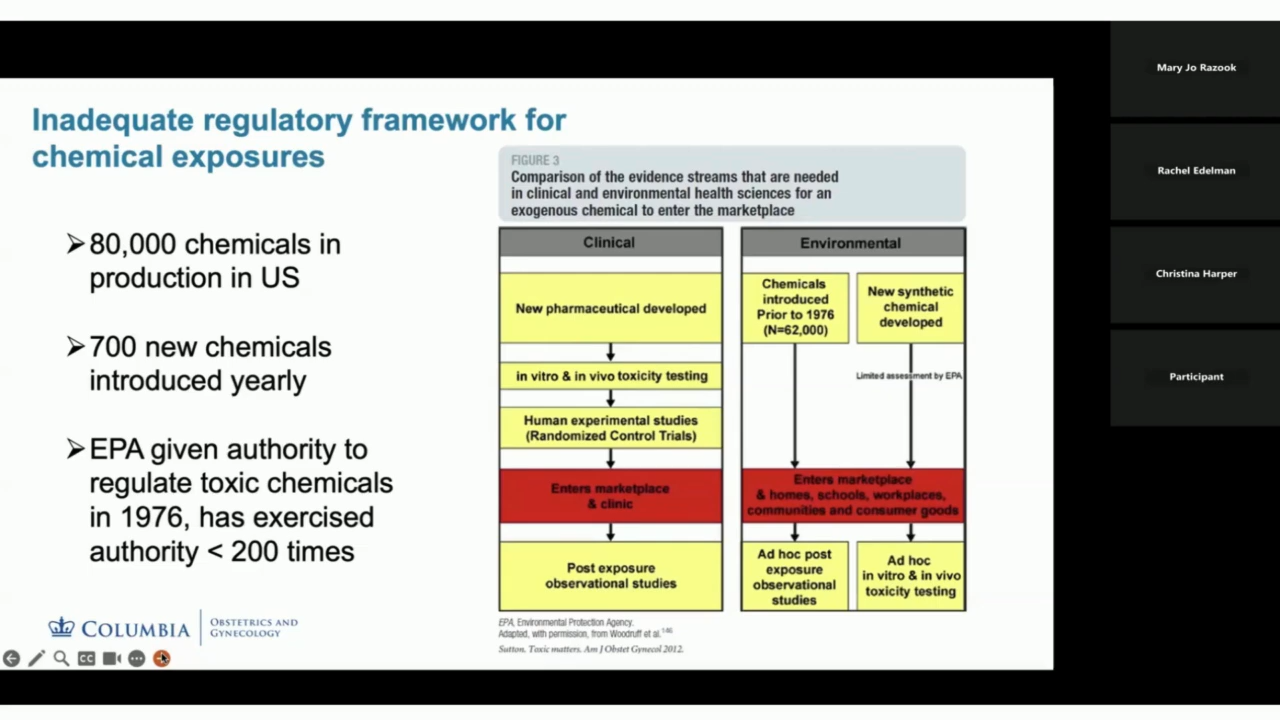 Inadequate regulatory framework for
chemical exposures
80,000 chemicals in
production in US
700 new chemicals
introduced yearly
EPA given authority to
regulate toxic chemicals
in 1976, has exercised
authority < 200 times
COLUMBIA
OBSTETRICS AND
GYNECOLOGY
CC
FIGURE 3
Comparison of the evidence streams that are needed
in clinical and environmental health sciences for an
exogenous chemical to enter the marketplace
Clinical
New pharmaceutical developed
in vitro & in vivo toxicity testing
Human experimental studies
(Randomized Control Trials)
Enters marketplace
& clinic
Post exposure
observational studies
Environmental
Chemicals
introduced
Prior to 1976
(N=62,000)
New synthetic
chemical
developed
Limited assessment by EPA
Enters marketplace
& homes, schools, workplaces,
communities and consumer goods
Ad hoc post
exposure
observational
studies
Ad hoc
in vitro & in vivo
toxicity testing
EPA, Environmental Protection Agency.
Adapted, with permission, from Woodruff et al.146
Sutton. Toxic matters. Am J Obstet Gynecol 2012.
Mary Jo Razook
Rachel Edelman
Christina Harper
Participant